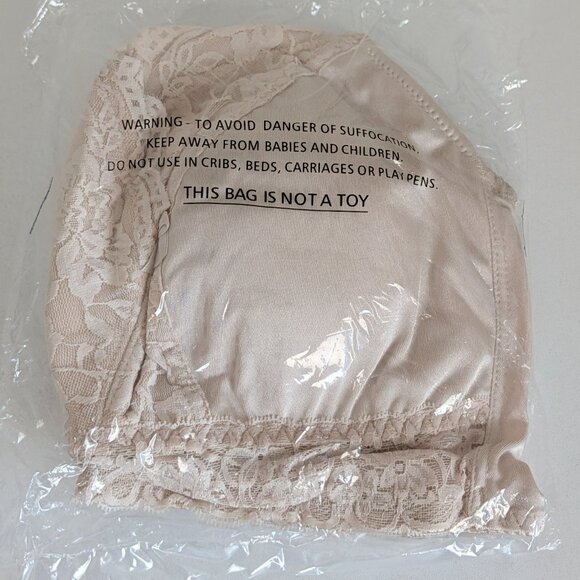 WARNING - TO AVOID DANGER OF SUFFOCATION,
KEEP AWAY FROM BABIES AND CHILDREN.
DO NOT USE IN CRIBS, BEDS, CARRIAGES OR PLAYPENS.
THIS BAG IS NOT A TOY